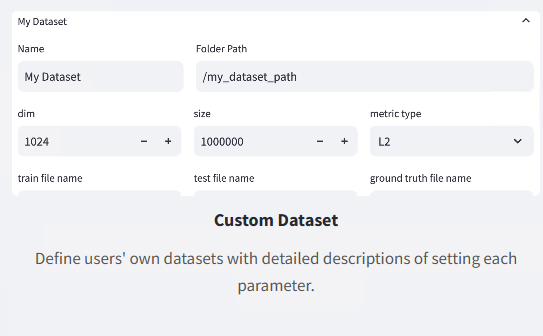 My Dataset
Name Folder Path
My Dataset /my_dataset_path
dim size metric type
1024 − + 1000000 − + L2
train file name test file name ground truth file name
Custom Dataset
Define users' own datasets with detailed descriptions of setting each
parameter.